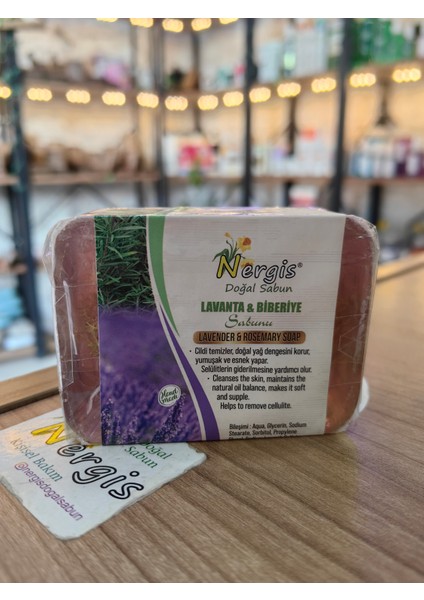 Nergis®
Doğal Sabun
LAVANTA & BİBERİYE
Sabunu
LAVENDER & ROSEMARY SOAP
• Cildi temizler, doğal yağ dengesini korur,
yumuşak ve esnek yapar.
Selülitlerin giderilmesine yardımcı olur.
• Cleanses the skin, maintains the
natural oil balance, makes it soft
and supple.
Helps to remove cellulite.
Bileşimi : Aqua, Glycerin, Sodium
Stearate, Sorbitol, Propylene
Hand
Made
Nergis
Doğal
Sabun
Kişisel Bakım
@nergisdogalsabun